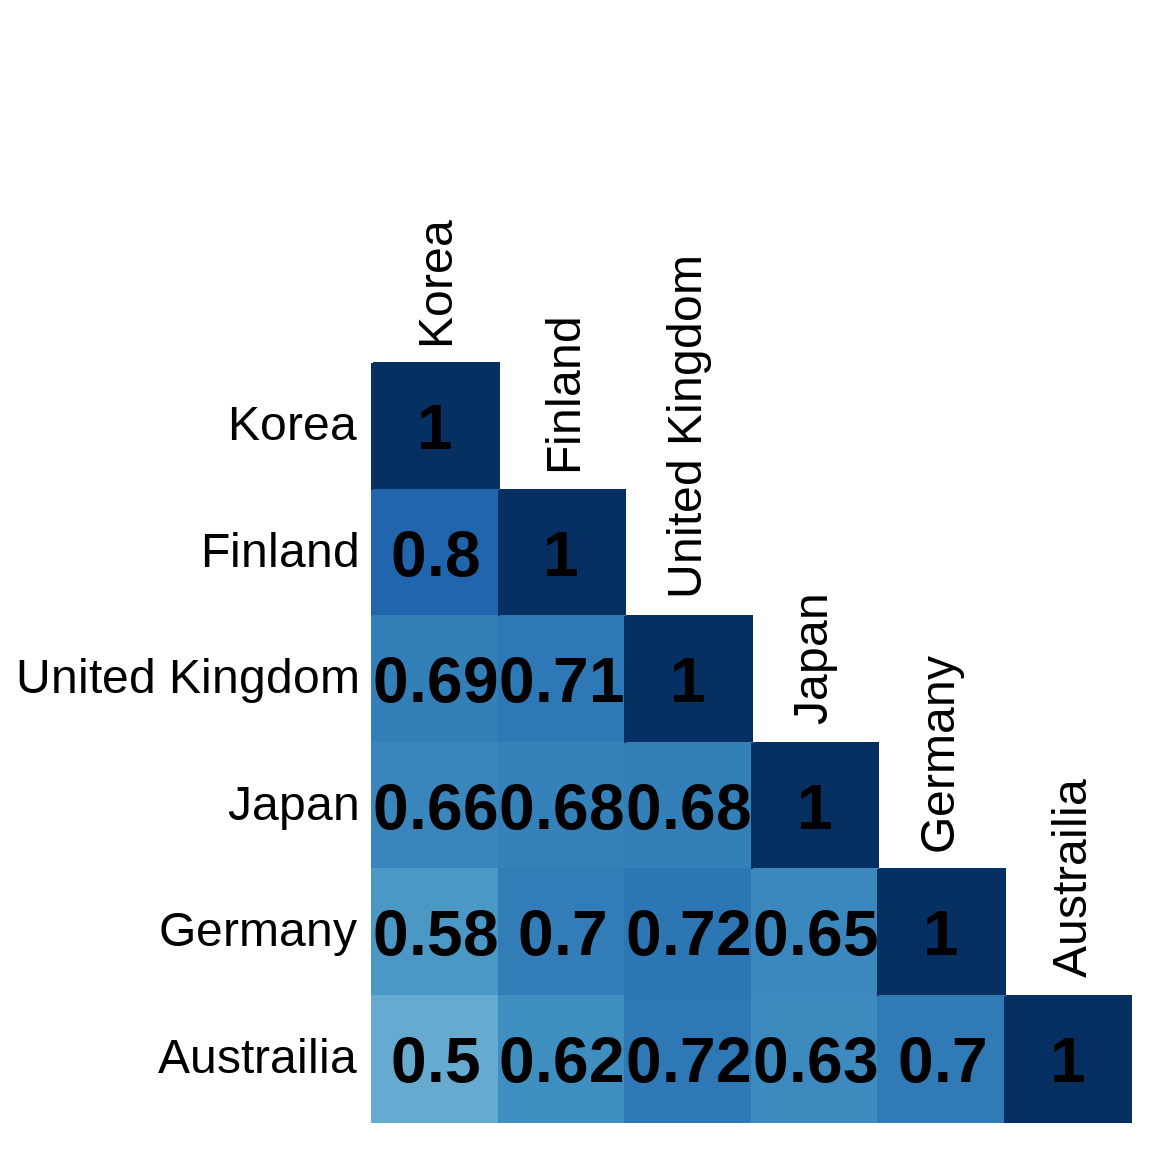 Korea
Finland
United Kingdom
Japan
Germany
Austrailia
Korea 1
Finland 0.8 1
United Kingdom 0.69 0.71 1
Japan 0.66 0.68 0.68 1
Germany 0.58 0.7 0.72 0.65 1
Austrailia 0.5 0.62 0.72 0.63 0.7 1